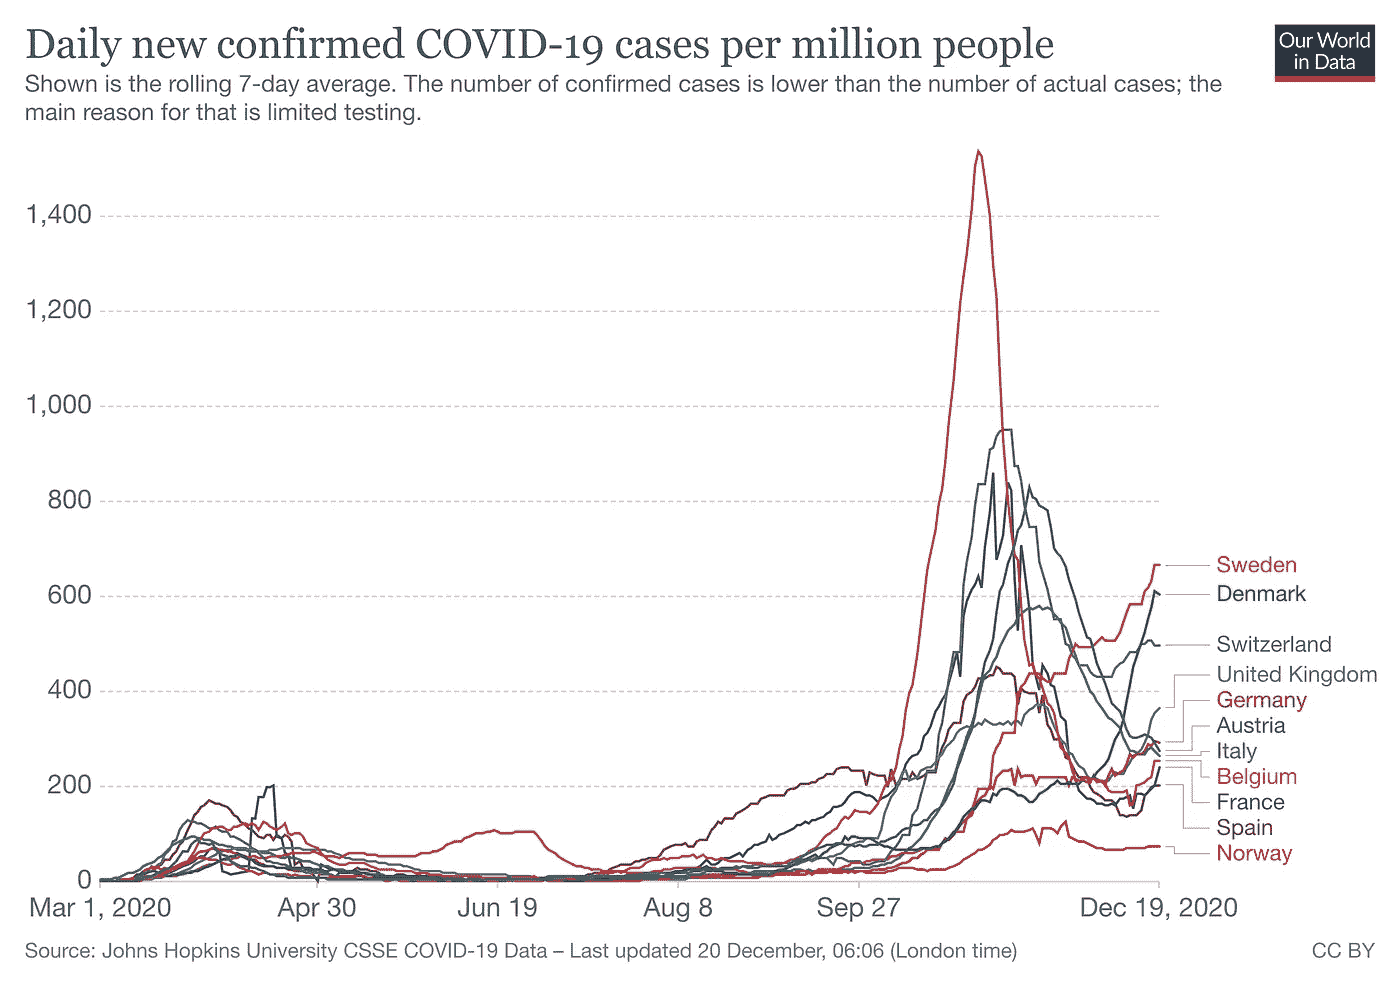 Daily new confirmed COVID-19 cases per million people
Our World
in Data
Shown is the rolling 7-day average. The number of confirmed cases is lower than the number of actual cases; the
main reason for that is limited testing.
1,400
1,200
1,000
800
600
400
200
0
Sweden
Denmark
Switzerland
United Kingdom
Germany
Austria
Italy
Belgium
France
Spain
Norway
Mar 1, 2020 Apr 30 Jun 19 Aug 8 Sep 27 Dec 19, 2020
Source: Johns Hopkins University CSSE COVID-19 Data – Last updated 20 December, 06:06 (London time) CC BY